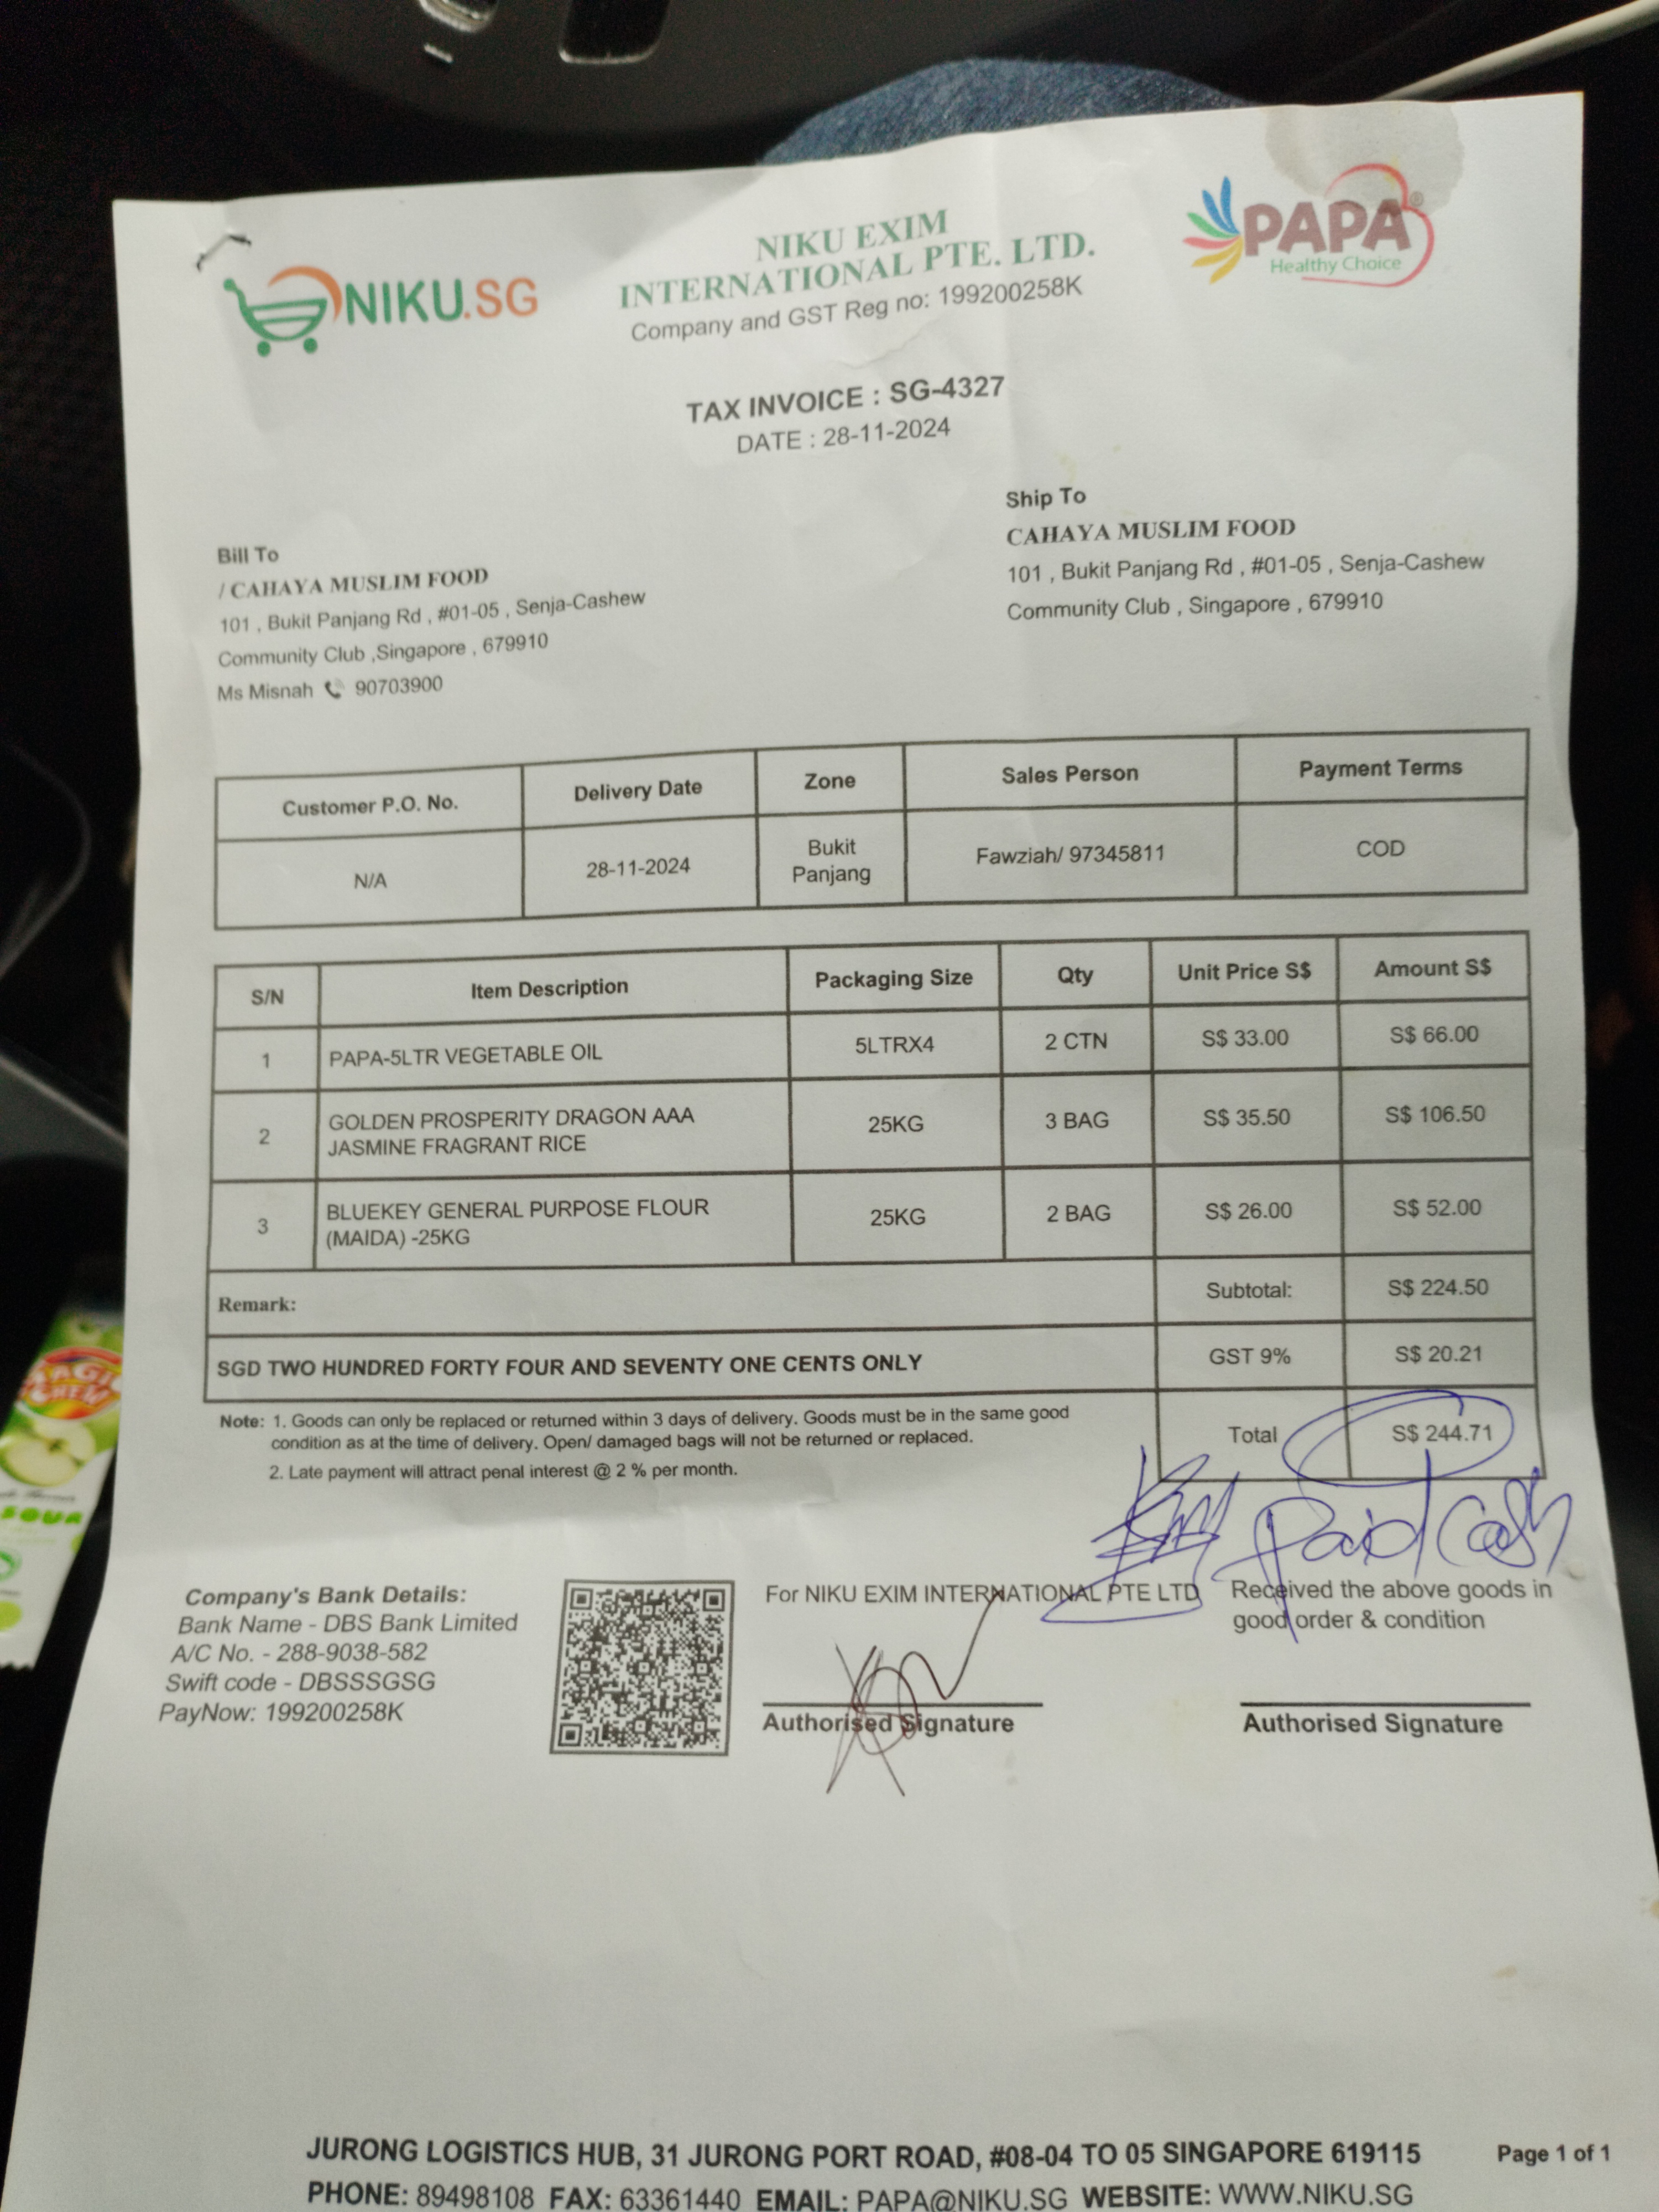 NIKU.SG
NIKU EXIM
INTERNATIONAL PTE. LTD.
Company and GST Reg no: 199200258K
PAPA®
Healthy Choice
TAX INVOICE : SG-4327
DATE : 28-11-2024
Bill To
/ CAHAYA MUSLIM FOOD
101 , Bukit Panjang Rd , #01-05 , Senja-Cashew
Community Club ,Singapore , 679910
Ms Misnah 90703900
Ship To
CAHAYA MUSLIM FOOD
101 , Bukit Panjang Rd , #01-05 , Senja-Cashew
Community Club , Singapore , 679910
Customer P.O. No. Delivery Date Zone Sales Person Payment Terms
N/A 28-11-2024 Bukit Panjang Fawziah/ 97345811 COD
S/N Item Description Packaging Size Qty Unit Price S$ Amount S$
1 PAPA-5LTR VEGETABLE OIL 5LTRX4 2 CTN S$ 33.00 S$ 66.00
2 GOLDEN PROSPERITY DRAGON AAA JASMINE FRAGRANT RICE 25KG 3 BAG S$ 35.50 S$ 106.50
3 BLUEKEY GENERAL PURPOSE FLOUR (MAIDA) -25KG 25KG 2 BAG S$ 26.00 S$ 52.00
Remark: Subtotal: S$ 224.50
SGD TWO HUNDRED FORTY FOUR AND SEVENTY ONE CENTS ONLY GST 9% S$ 20.21
Total S$ 244.71
Note: 1. Goods can only be replaced or returned within 3 days of delivery. Goods must be in the same good
condition as at the time of delivery. Open/ damaged bags will not be returned or replaced.
2. Late payment will attract penal interest @ 2 % per month.
Paid Cash
Company's Bank Details:
Bank Name - DBS Bank Limited
A/C No. - 288-9038-582
Swift code - DBSSSGSG
PayNow: 199200258K
For NIKU EXIM INTERNATIONAL PTE LTD
Authorised Signature
Received the above goods in
good order & condition
Authorised Signature
SOUR
JURONG LOGISTICS HUB, 31 JURONG PORT ROAD, #08-04 TO 05 SINGAPORE 619115
Page 1 of 1
PHONE: 89498108 FAX: 63361440 EMAIL: PAPA@NIKU.SG WEBSITE: WWW.NIKU.SG